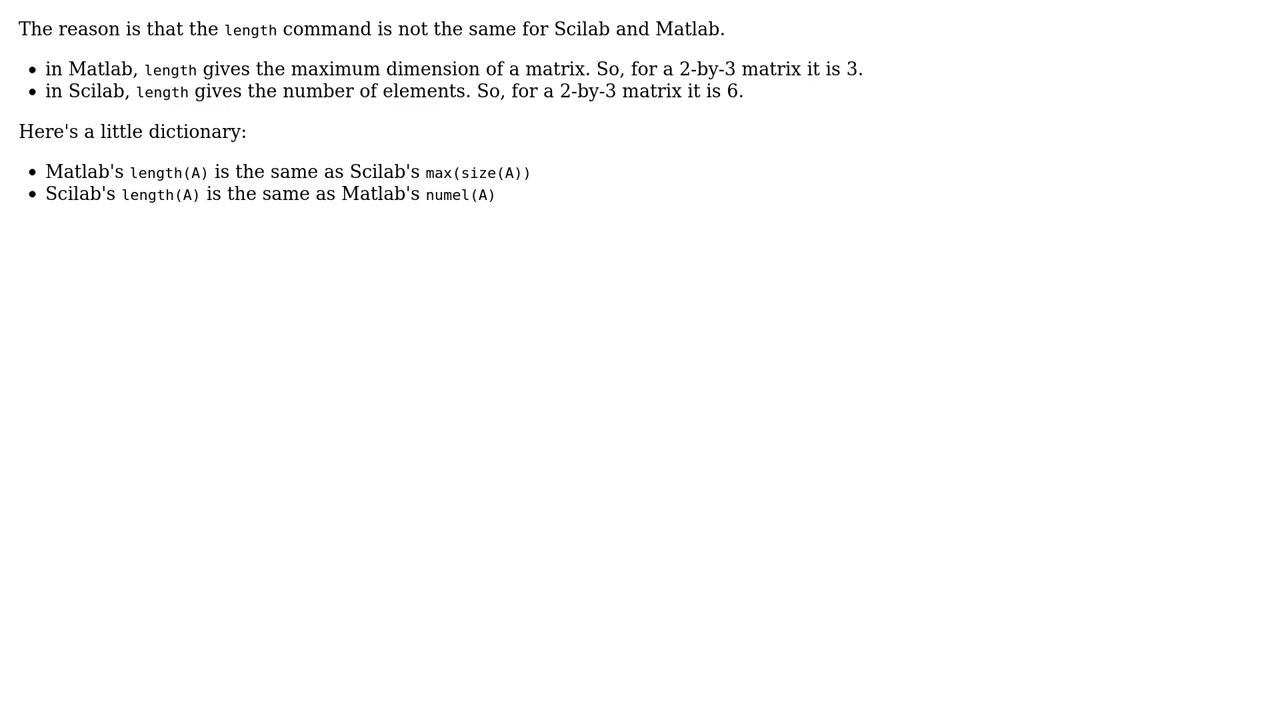 The reason is that the length command is not the same for Scilab and Matlab.
• in Matlab, length gives the maximum dimension of a matrix. So, for a 2-by-3 matrix it is 3.
• in Scilab, length gives the number of elements. So, for a 2-by-3 matrix it is 6.
Here's a little dictionary:
• Matlab's length(A) is the same as Scilab's max(size(A))
• Scilab's length(A) is the same as Matlab's numel(A)